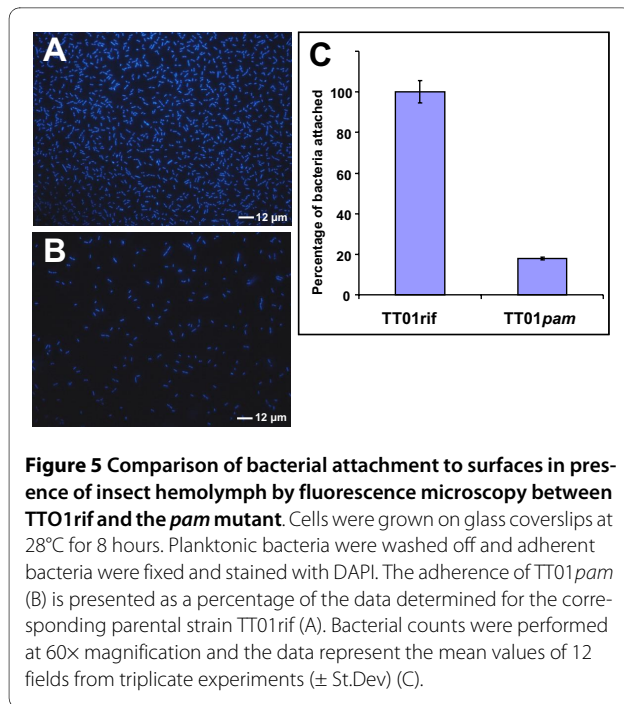 A
12 µm
B
12 µm
C
Percentage of bacteria attached
100
80
60
40
20
0
TT01rif
TT01pam
Figure 5 Comparison of bacterial attachment to surfaces in pres-
ence of insect hemolymph by fluorescence microscopy between
TTO1rif and the pam mutant. Cells were grown on glass coverslips at
28°C for 8 hours. Planktonic bacteria were washed off and adherent
bacteria were fixed and stained with DAPI. The adherence of TT01pam
(B) is presented as a percentage of the data determined for the corre-
sponding parental strain TT01rif (A). Bacterial counts were performed
at 60× magnification and the data represent the mean values of 12
fields from triplicate experiments (± St.Dev) (C).